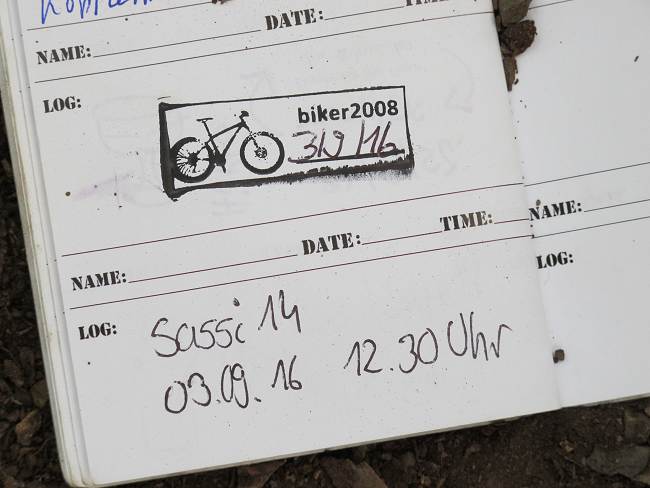 DATE:
NAME:
LOG:
biker2008
3/9/16
NAME: DATE: TIME:
LOG:
Sassi 14
03.09.16 12.30 Uhr
NAME:
LOG: